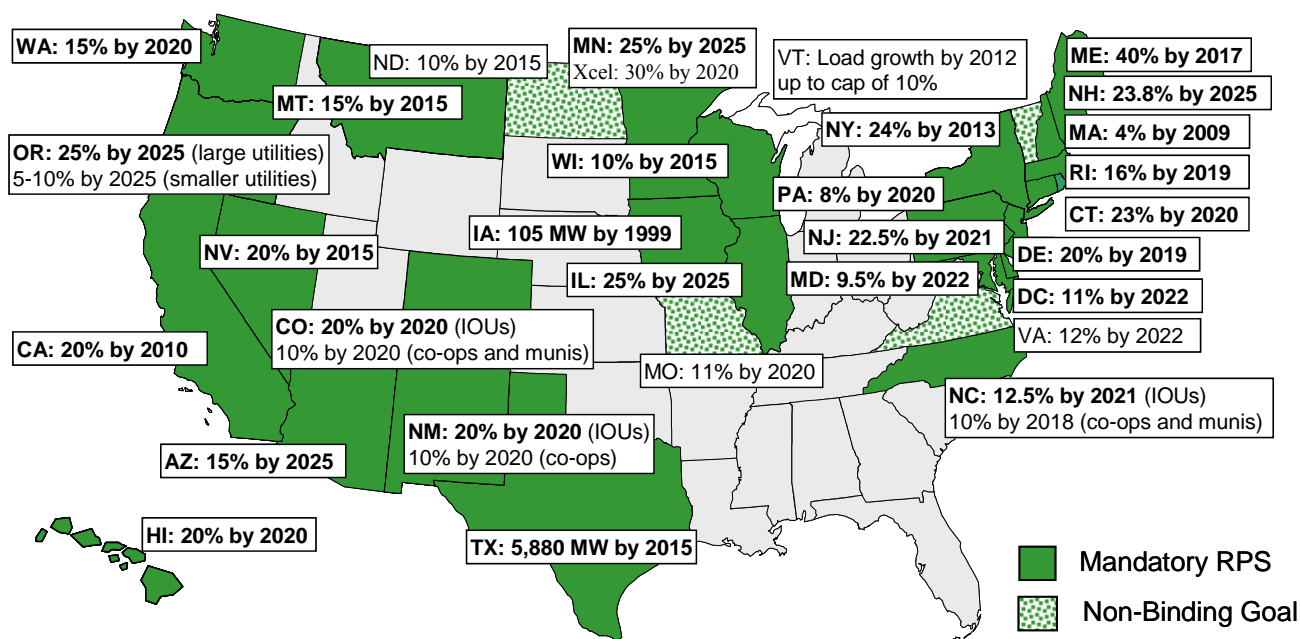 WA: 15% by 2020
ND: 10% by 2015
MN: 25% by 2025
Xcel: 30% by 2020
VT: Load growth by 2012
up to cap of 10%
ME: 40% by 2017
NH: 23.8% by 2025
MT: 15% by 2015
NY: 24% by 2013
MA: 4% by 2009
OR: 25% by 2025 (large utilities)
5-10% by 2025 (smaller utilities)
WI: 10% by 2015
RI: 16% by 2019
PA: 8% by 2020
CT: 23% by 2020
NV: 20% by 2015
IA: 105 MW by 1999
NJ: 22.5% by 2021
DE: 20% by 2019
IL: 25% by 2025
MD: 9.5% by 2022
DC: 11% by 2022
CO: 20% by 2020 (IOUs)
10% by 2020 (co-ops and munis)
VA: 12% by 2022
CA: 20% by 2010
MO: 11% by 2020
NC: 12.5% by 2021 (IOUs)
10% by 2018 (co-ops and munis)
NM: 20% by 2020 (IOUs)
10% by 2020 (co-ops)
AZ: 15% by 2025
HI: 20% by 2020
TX: 5,880 MW by 2015
Mandatory RPS
Non-Binding Goal